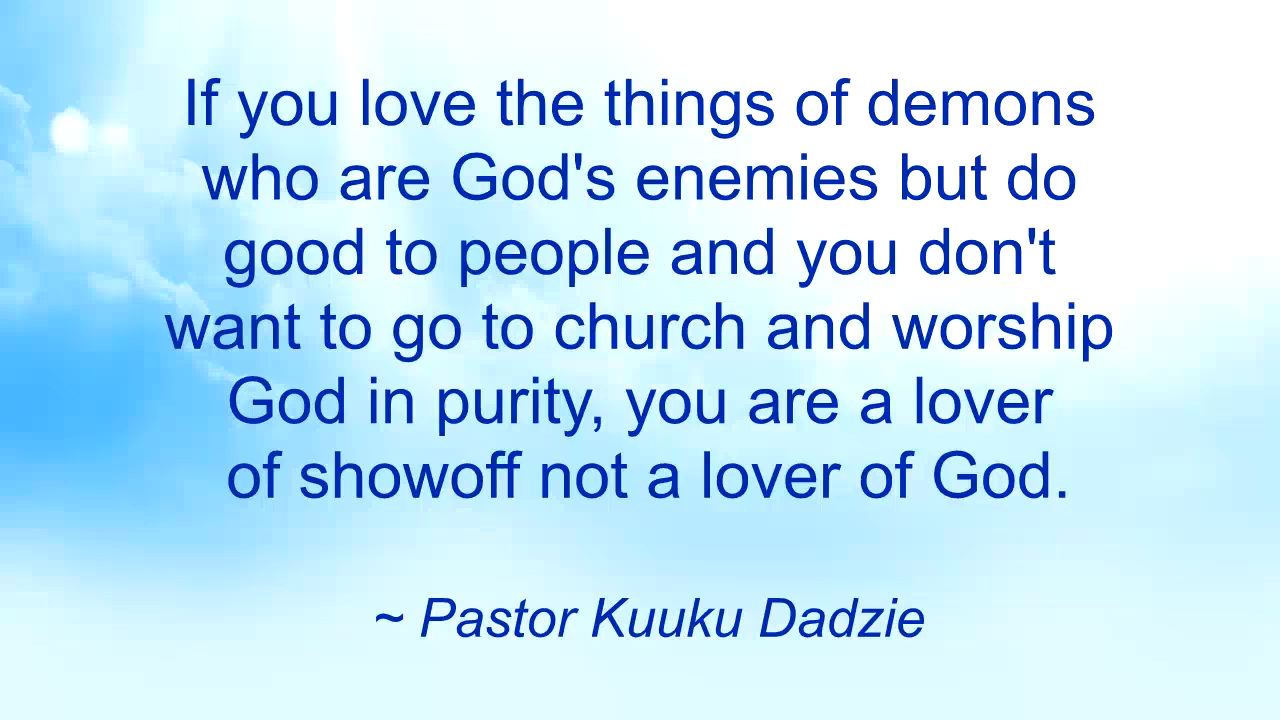 If you love the things of demons
who are God's enemies but do
good to people and you don't
want to go to church and worship
God in purity, you are a lover
of showoff not a lover of God.
~ Pastor Kuuku Dadzie